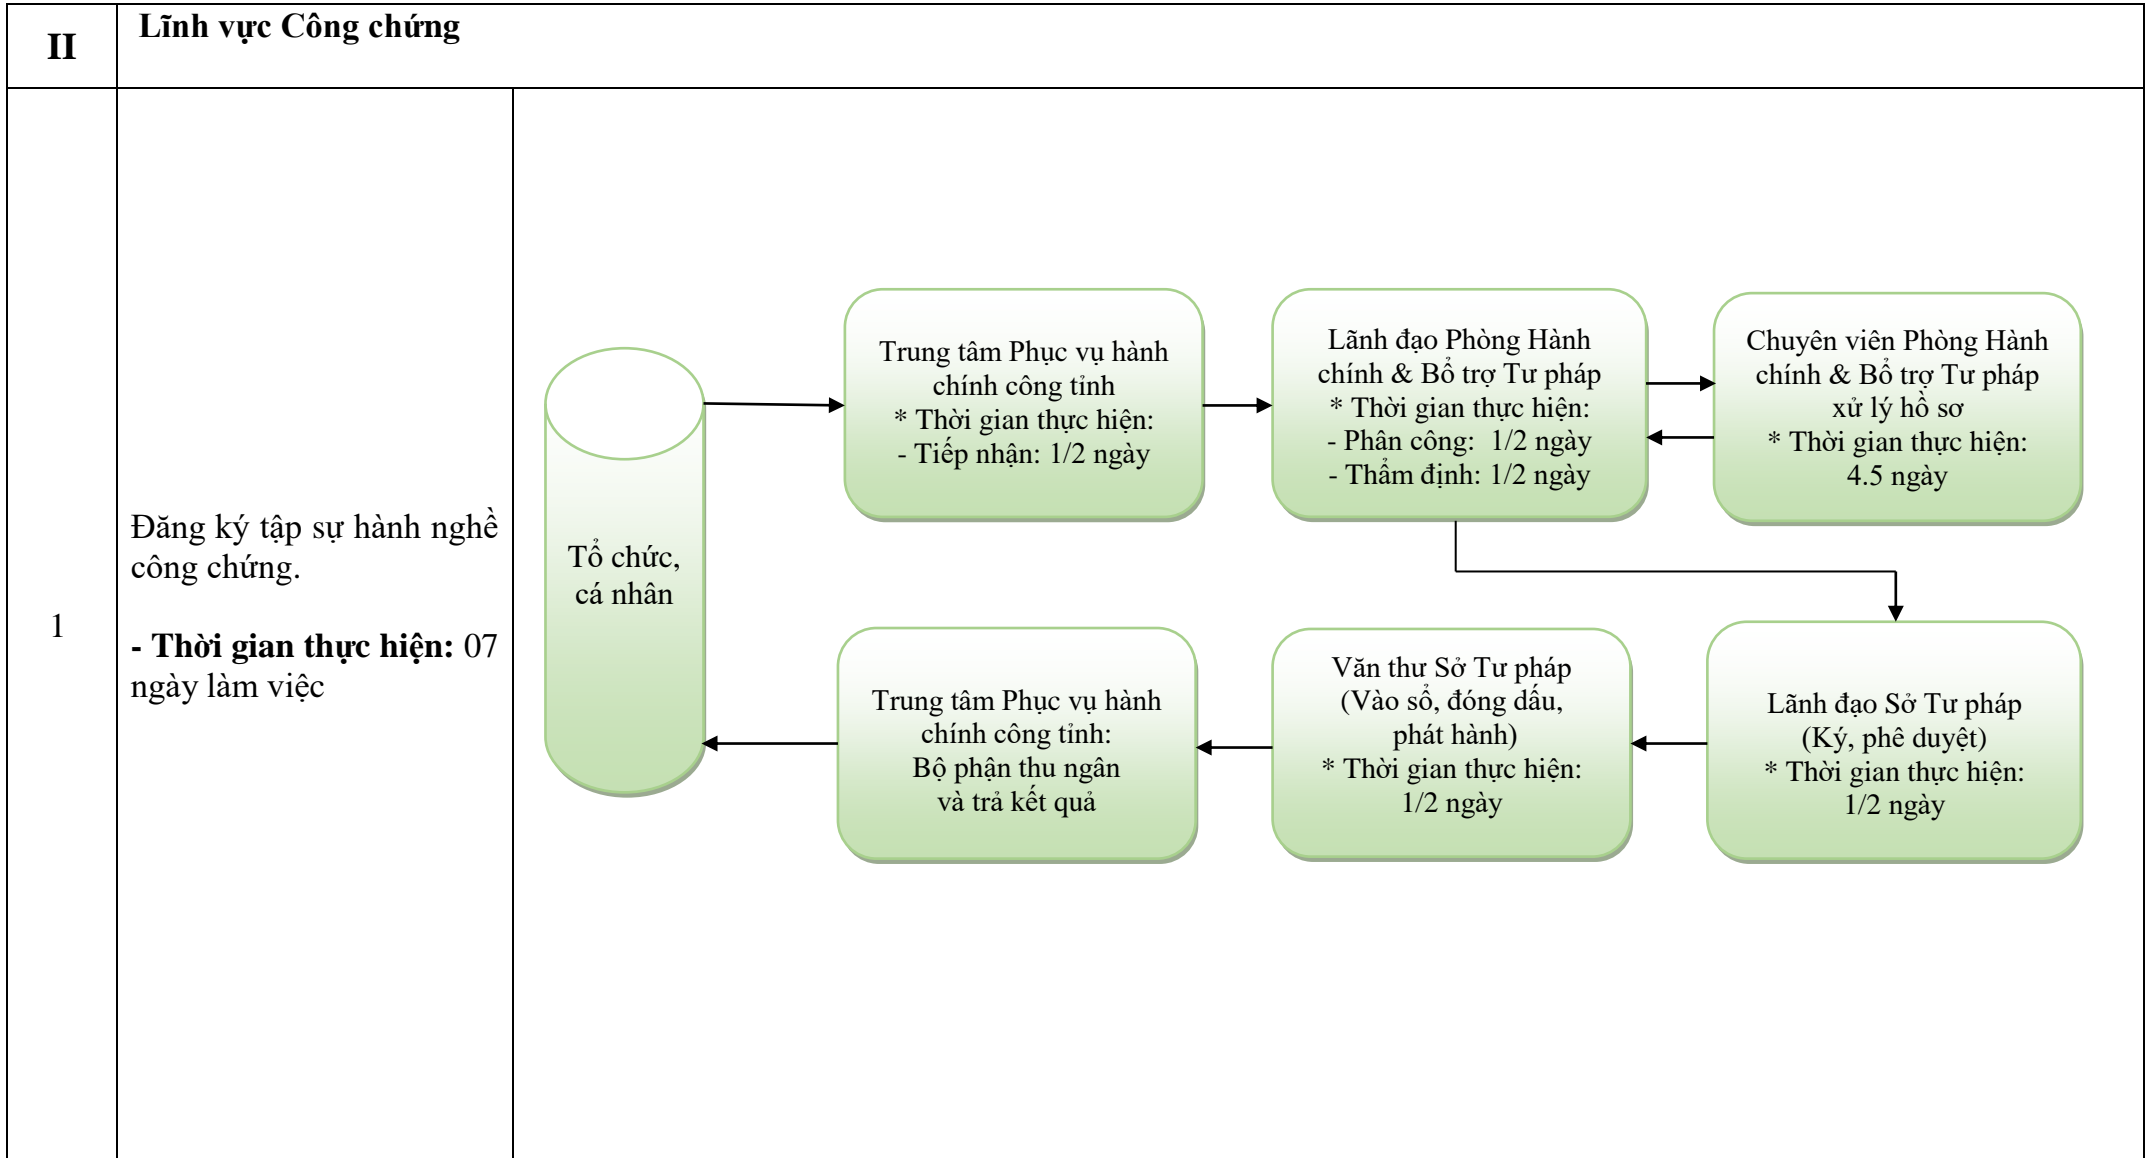 II
Lĩnh vực Công chứng
1
Đăng ký tập sự hành nghề
công chứng.
- Thời gian thực hiện: 07
ngày làm việc
Tổ chức,
cá nhân
Trung tâm Phục vụ hành
chính công tỉnh
* Thời gian thực hiện:
- Tiếp nhận: 1/2 ngày
Lãnh đạo Phòng Hành
chính & Bổ trợ Tư pháp
* Thời gian thực hiện:
- Phân công: 1/2 ngày
- Thẩm định: 1/2 ngày
Chuyên viên Phòng Hành
chính & Bổ trợ Tư pháp
xử lý hồ sơ
* Thời gian thực hiện:
4.5 ngày
Lãnh đạo Sở Tư pháp
(Ký, phê duyệt)
* Thời gian thực hiện:
1/2 ngày
Văn thư Sở Tư pháp
(Vào sổ, đóng dấu,
phát hành)
* Thời gian thực hiện:
1/2 ngày
Trung tâm Phục vụ hành
chính công tỉnh:
Bộ phận thu ngân
và trả kết quả